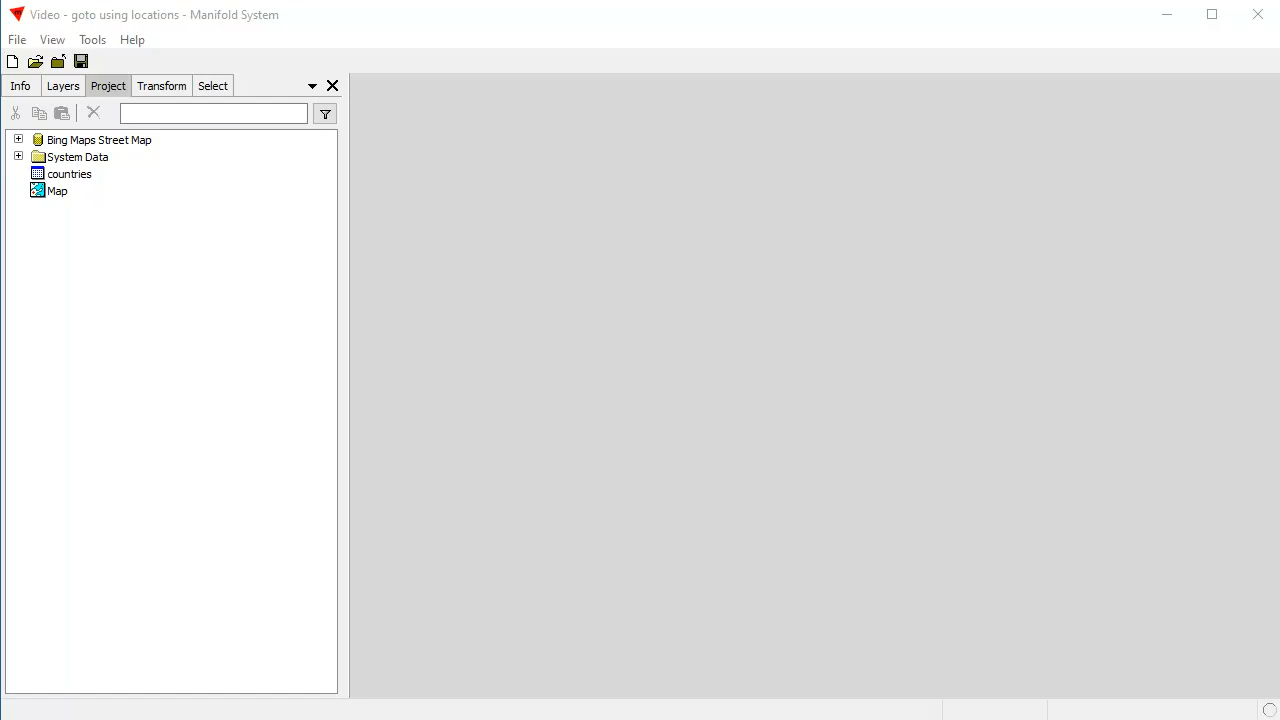 Video - goto using locations - Manifold System
File View Tools Help
Info Layers Project Transform Select
Bing Maps Street Map
System Data
countries
Map